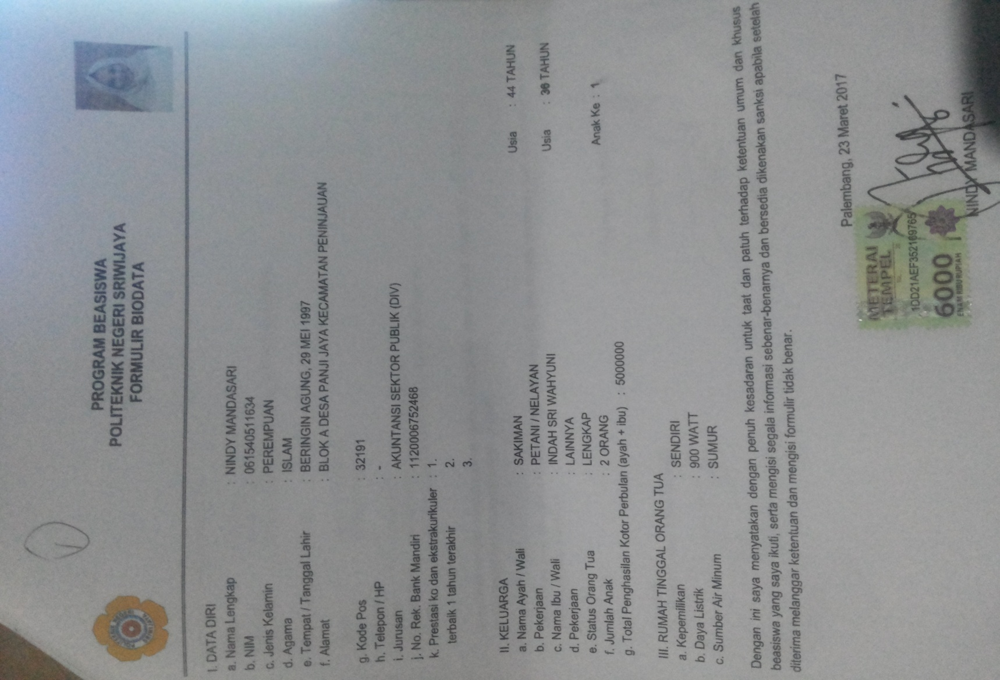 PROGRAM BEASISWA
POLITEKNIK NEGERI SRIWIJAYA
FORMULIR BIODATA
I. DATA DIRI
a. Nama Lengkap : NINDY MANDASARI
b. NIM : 061540511634
c. Jenis Kelamin : PEREMPUAN
d. Agama : ISLAM
e. Tempat / Tanggal Lahir : BERINGIN AGUNG, 29 MEI 1997
f. Alamat : BLOK A DESA PANJI JAYA KECAMATAN PENINJAUAN
g. Kode Pos : 32191
h. Telepon / HP : -
i. Jurusan : AKUNTANSI SEKTOR PUBLIK (DIV)
j. No. Rek. Bank Mandiri : 1120006752468
k. Prestasi ko dan ekstrakurikuler : 1.
terbaik 1 tahun terakhir 2.
3.
II. KELUARGA
a. Nama Ayah / Wali : SAKIMAN Usia : 44 TAHUN
b. Pekerjaan : PETANI / NELAYAN
c. Nama Ibu / Wali : INDAH SRI WAHYUNI Usia : 36 TAHUN
d. Pekerjaan : LAINNYA
e. Status Orang Tua : LENGKAP
f. Jumlah Anak : 2 ORANG Anak Ke : 1
g. Total Penghasilan Kotor Perbulan (ayah + ibu) : 5000000
III. RUMAH TINGGAL ORANG TUA
a. Kepemilikan : SENDIRI
b. Daya Listrik : 900 WATT
c. Sumber Air Minum : SUMUR
Dengan ini saya menyatakan dengan penuh kesadaran untuk taat dan patuh terhadap ketentuan umum dan khusus
beasiswa yang saya ikuti, serta mengisi segala informasi sebenar-benarnya dan bersedia dikenakan sanksi apabila setelah
diterima melanggar ketentuan dan mengisi formulir tidak benar.
Palembang, 23 Maret 2017
METERAI
TEMPEL
1DD21AEF352169765
6000
ENAM RIBU RUPIAH
NINDY MANDASARI